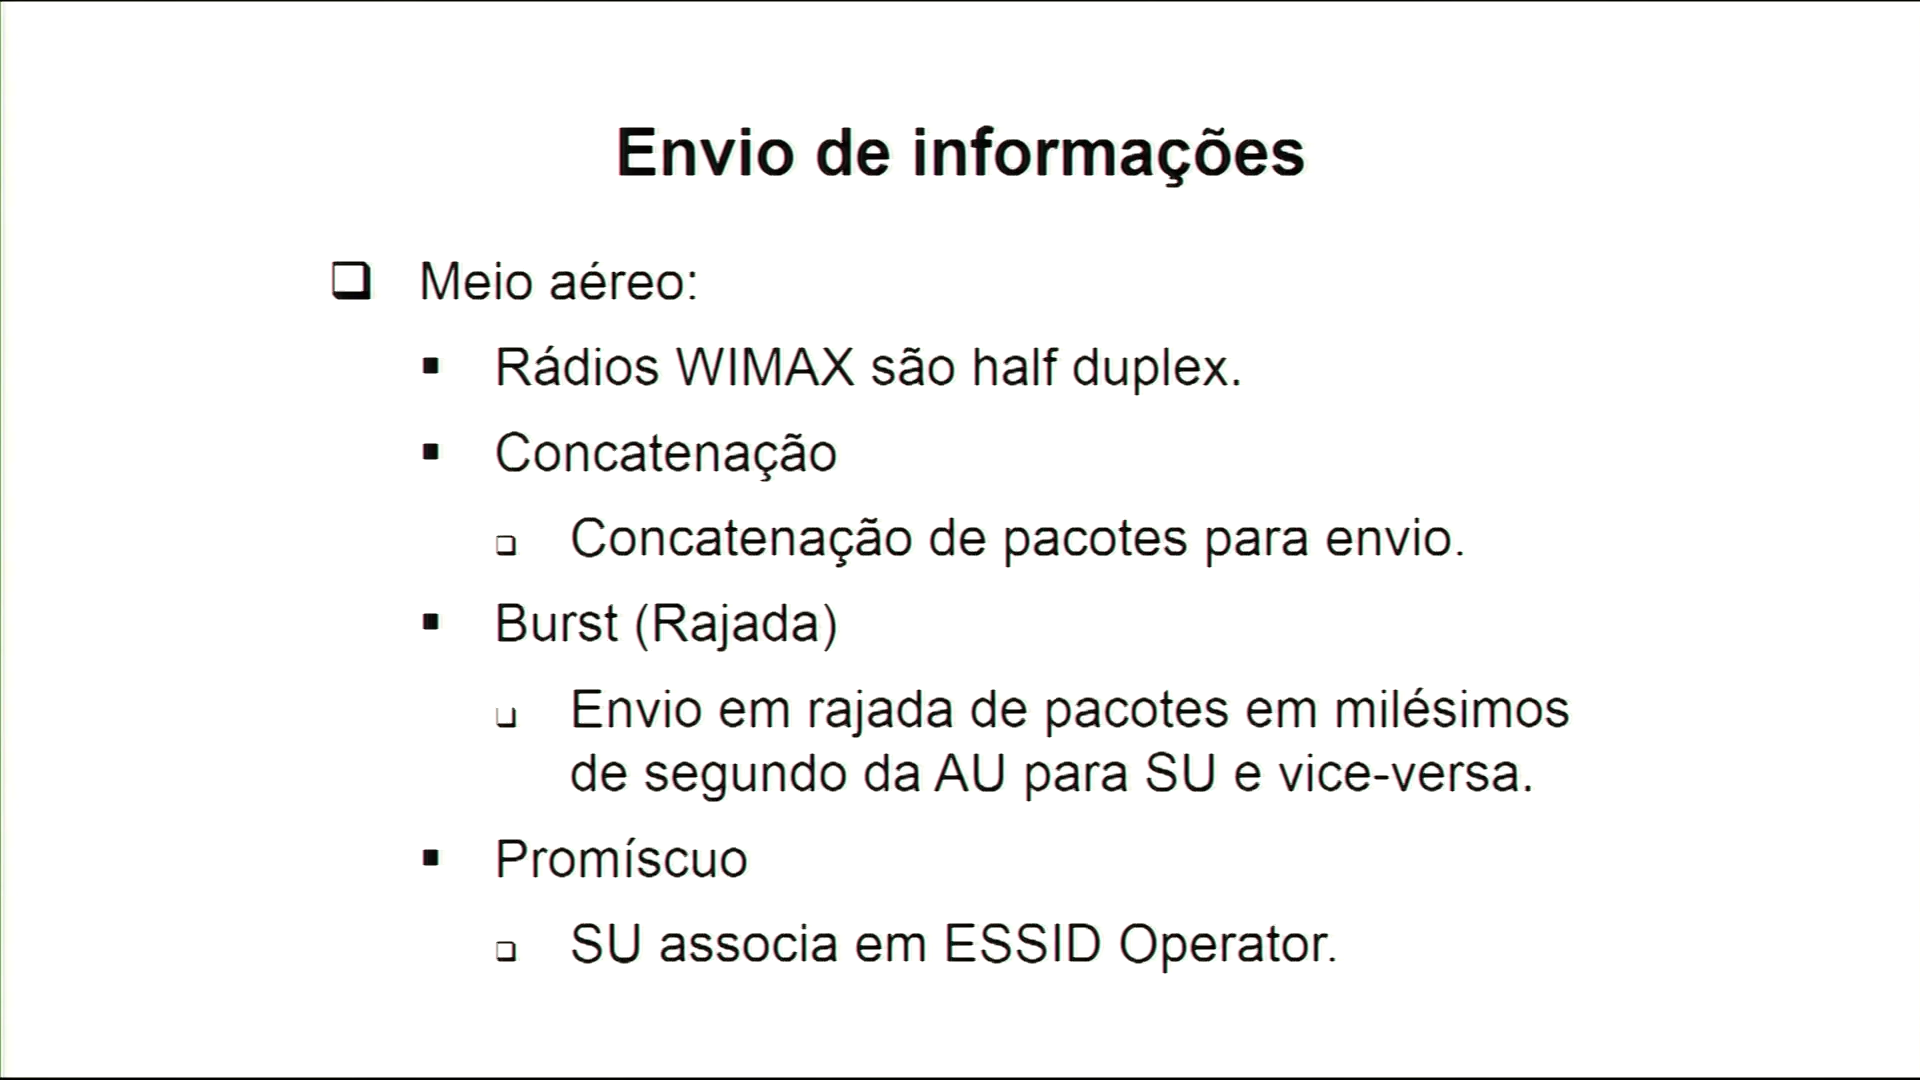 Envio de informações
Meio aéreo:
Rádios WIMAX são half duplex.
Concatenação
Concatenação de pacotes para envio.
Burst (Rajada)
Envio em rajada de pacotes em milésimos
de segundo da AU para SU e vice-versa.
Promíscuo
SU associa em ESSID Operator.